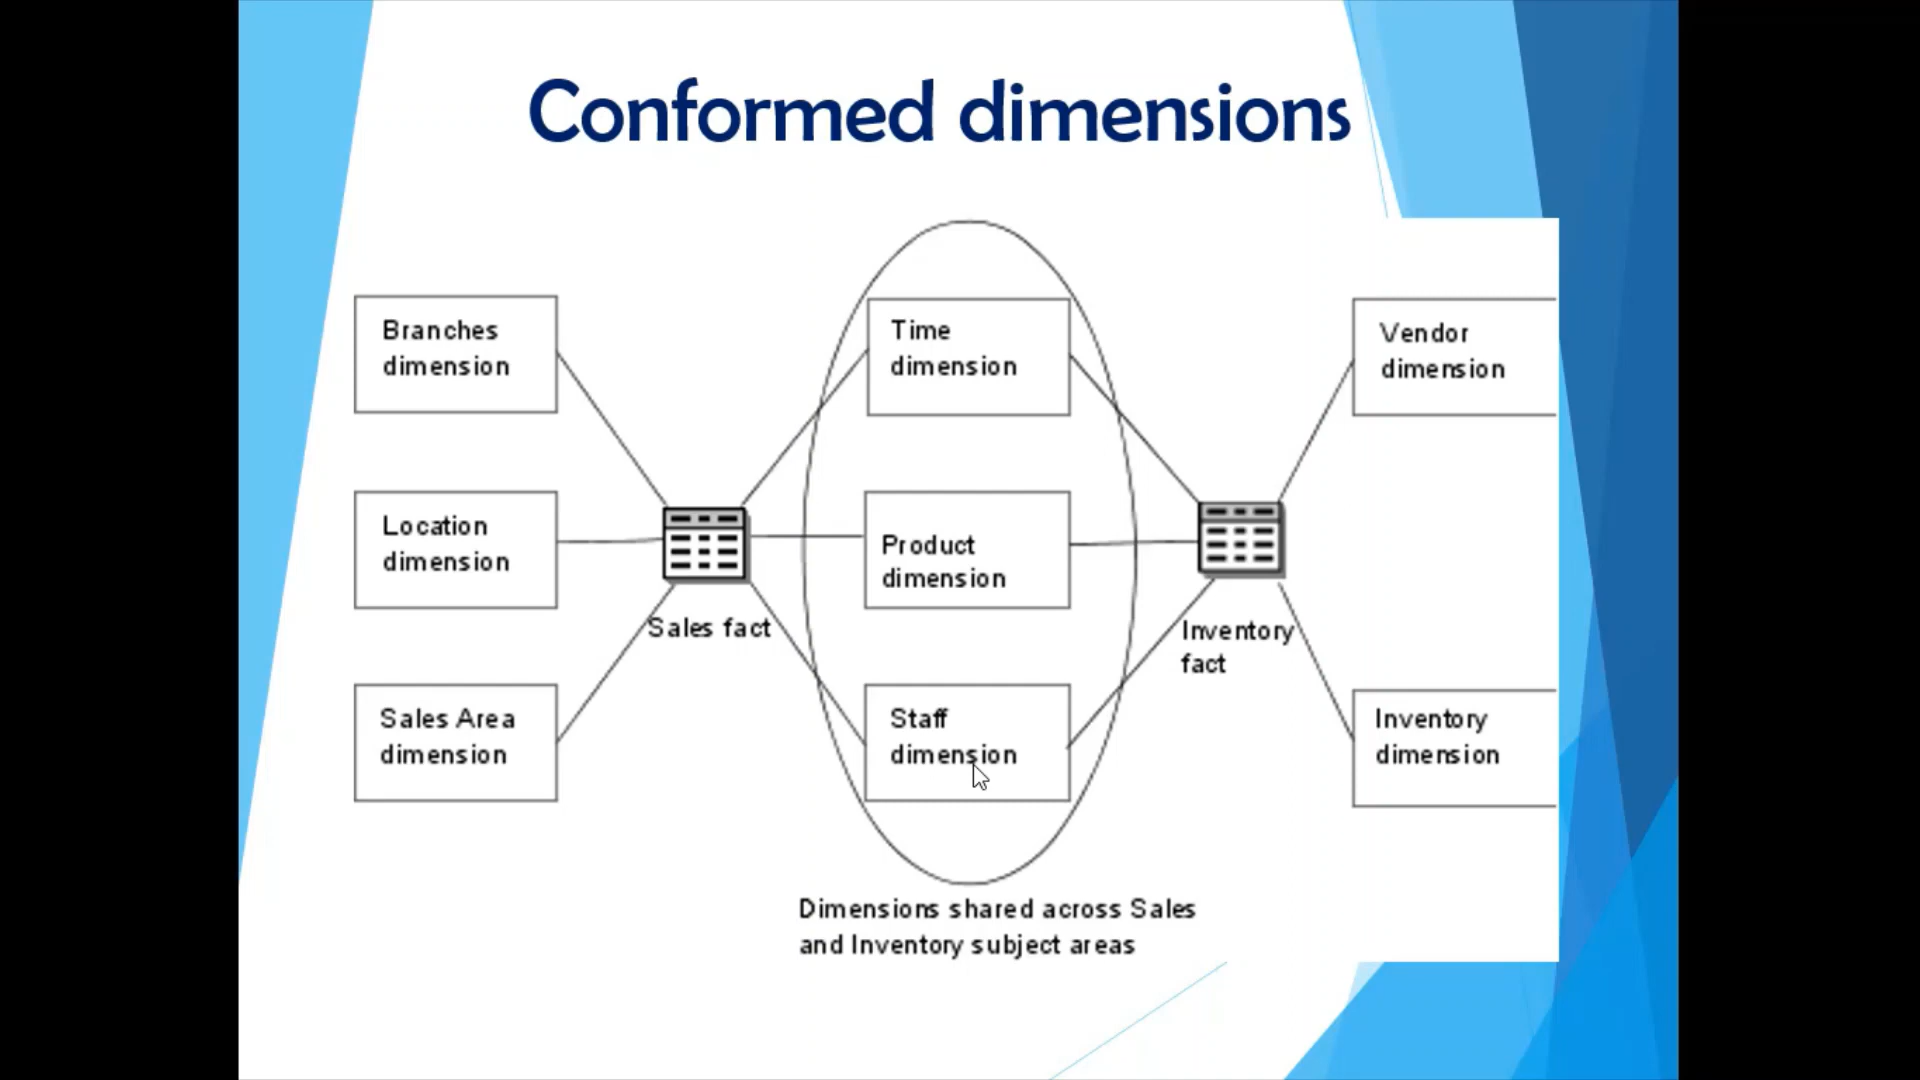 Conformed dimensions
Branches
dimension
Time
dimension
Vendor
dimension
Location
dimension
Product
dimension
Sales fact
Inventory
fact
Sales Area
dimension
Staff
dimension
Inventory
dimension
Dimensions shared across Sales
and Inventory subject areas